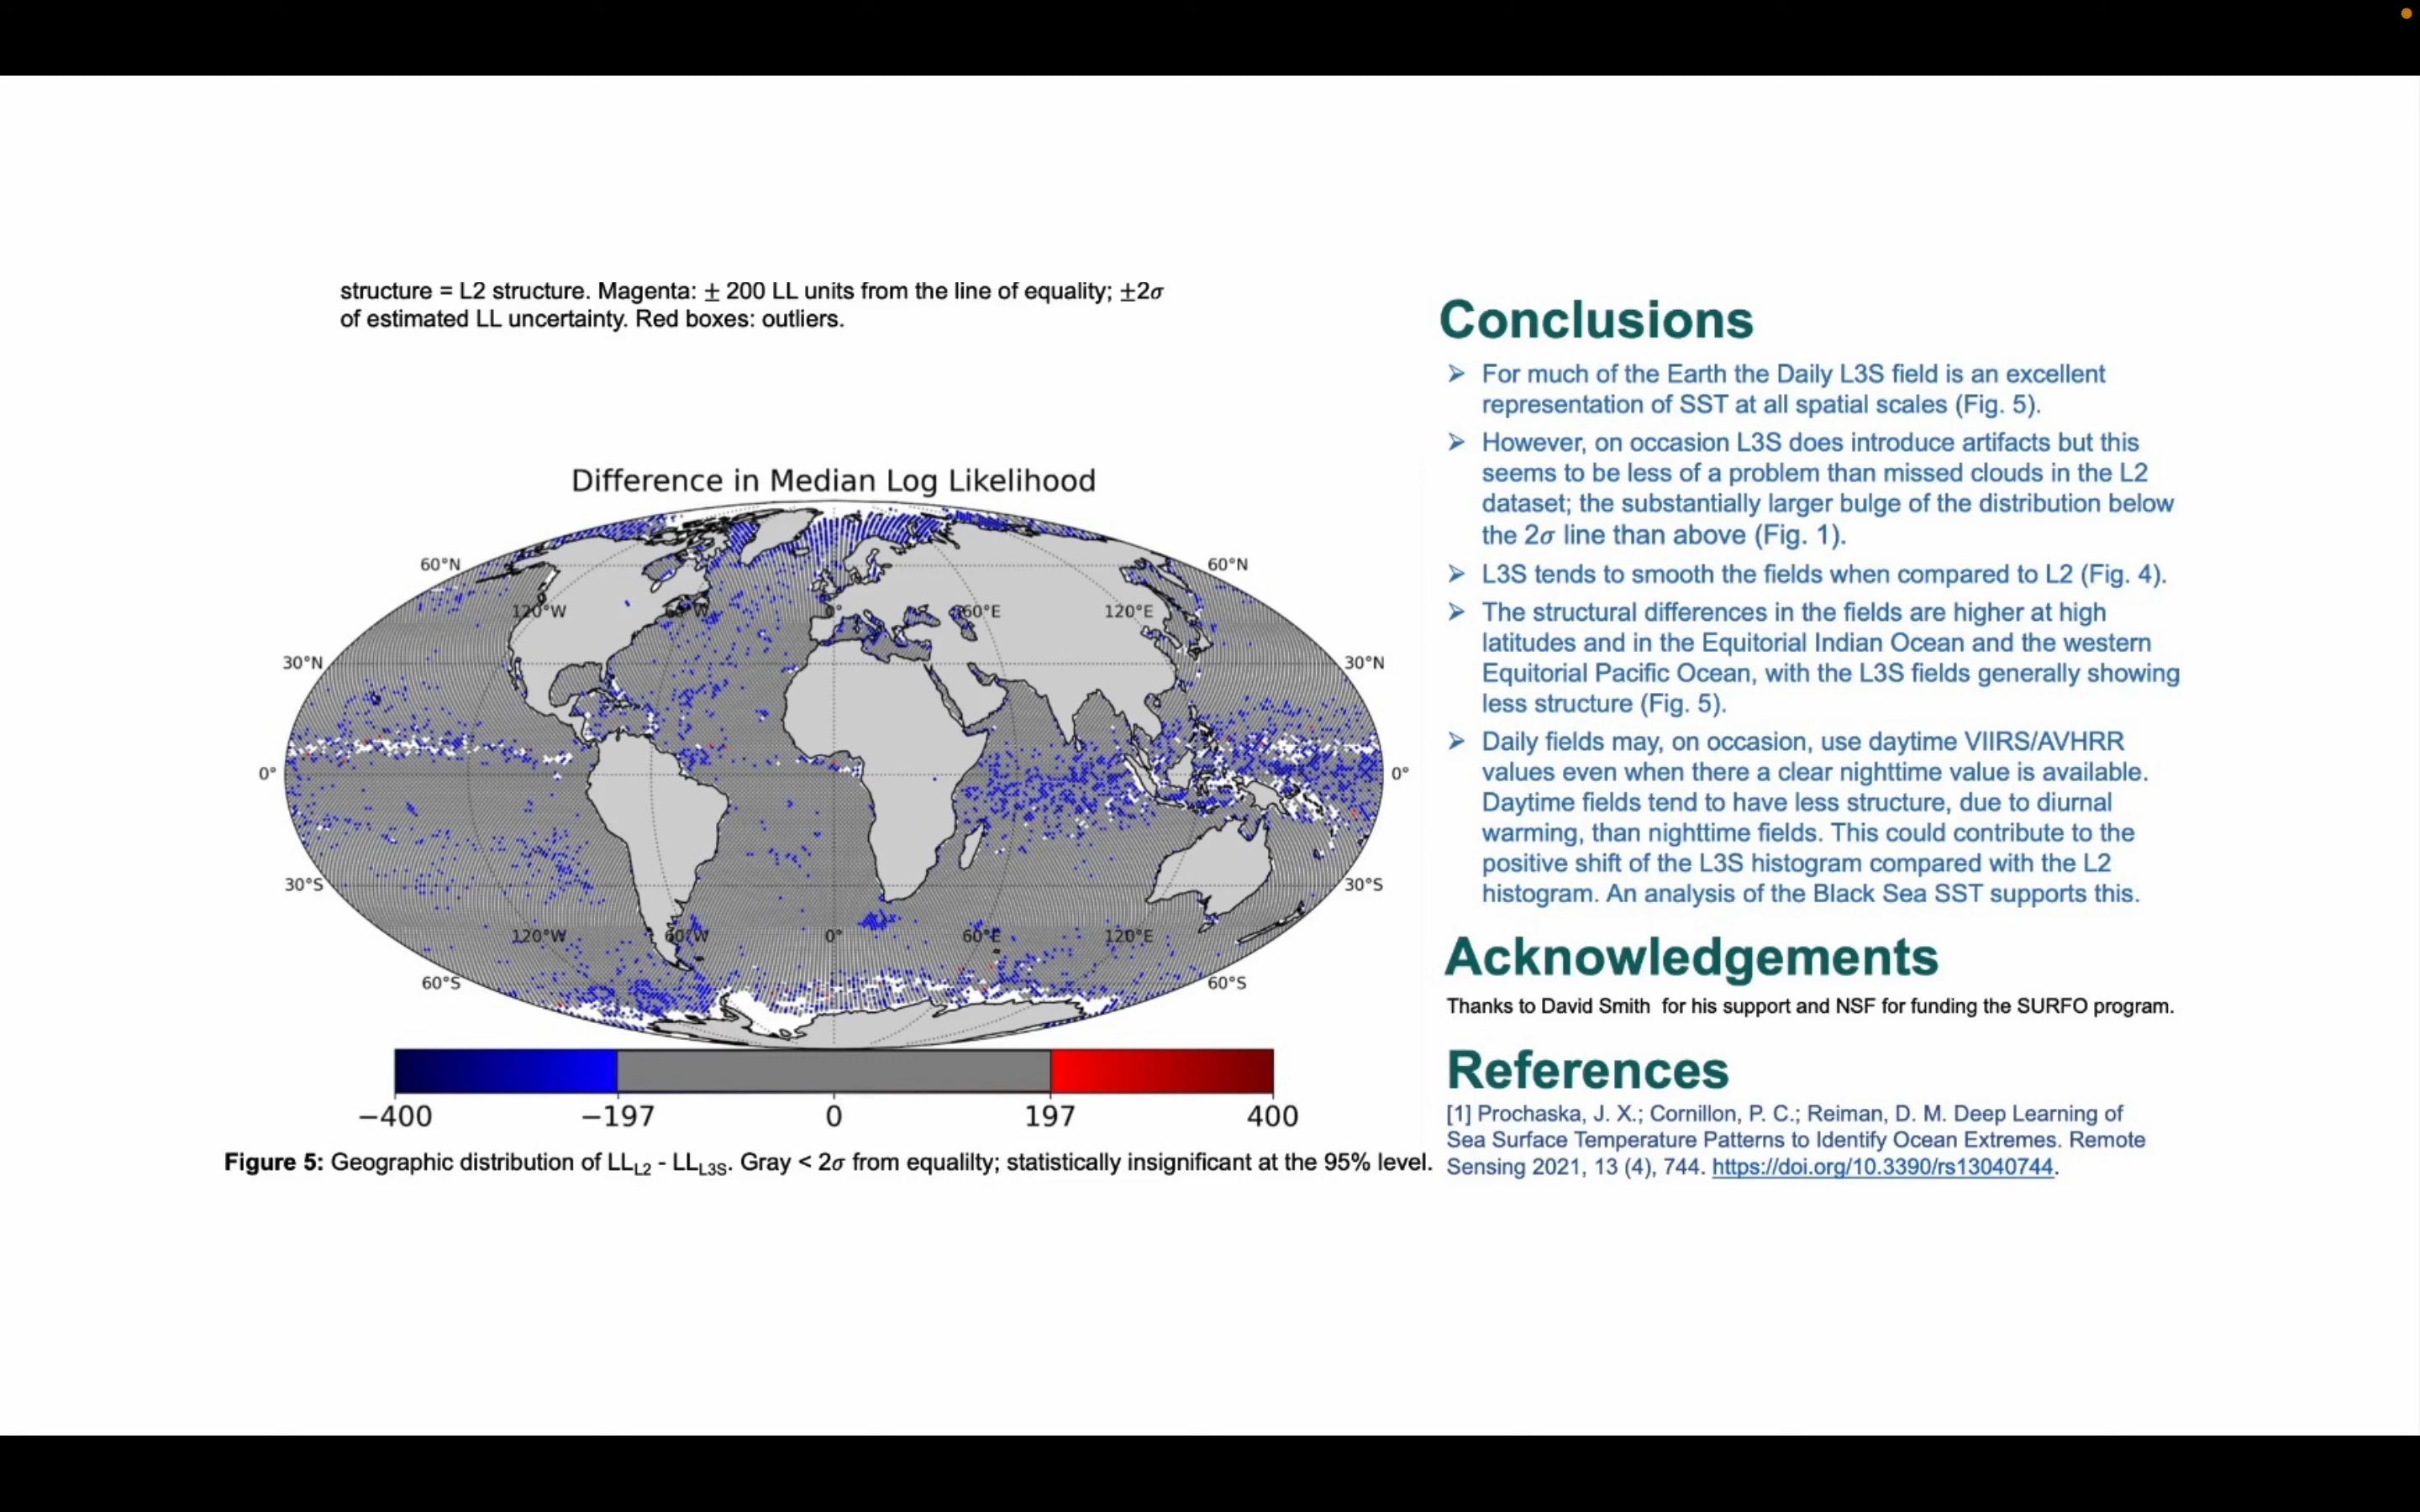 structure = L2 structure. Magenta: ± 200 LL units from the line of equality; ±2σ
of estimated LL uncertainty. Red boxes: outliers.
Difference in Median Log Likelihood
60°N 60°N
120°W 60°W 0° 60°E 120°E
30°N 30°N
0° 0°
30°S 30°S
120°W 60°W 0° 60°E 120°E
60°S 60°S
−400 −197 0 197 400
Figure 5: Geographic distribution of LLL2 - LLL3S. Gray < 2σ from equalilty; statistically insignificant at the 95% level.
Conclusions
➢ For much of the Earth the Daily L3S field is an excellent
representation of SST at all spatial scales (Fig. 5).
➢ However, on occasion L3S does introduce artifacts but this
seems to be less of a problem than missed clouds in the L2
dataset; the substantially larger bulge of the distribution below
the 2σ line than above (Fig. 1).
➢ L3S tends to smooth the fields when compared to L2 (Fig. 4).
➢ The structural differences in the fields are higher at high
latitudes and in the Equitorial Indian Ocean and the western
Equitorial Pacific Ocean, with the L3S fields generally showing
less structure (Fig. 5).
➢ Daily fields may, on occasion, use daytime VIIRS/AVHRR
values even when there a clear nighttime value is available.
Daytime fields tend to have less structure, due to diurnal
warming, than nighttime fields. This could contribute to the
positive shift of the L3S histogram compared with the L2
histogram. An analysis of the Black Sea SST supports this.
Acknowledgements
Thanks to David Smith for his support and NSF for funding the SURFO program.
References
[1] Prochaska, J. X.; Cornillon, P. C.; Reiman, D. M. Deep Learning of
Sea Surface Temperature Patterns to Identify Ocean Extremes. Remote
Sensing 2021, 13 (4), 744. https://doi.org/10.3390/rs13040744.